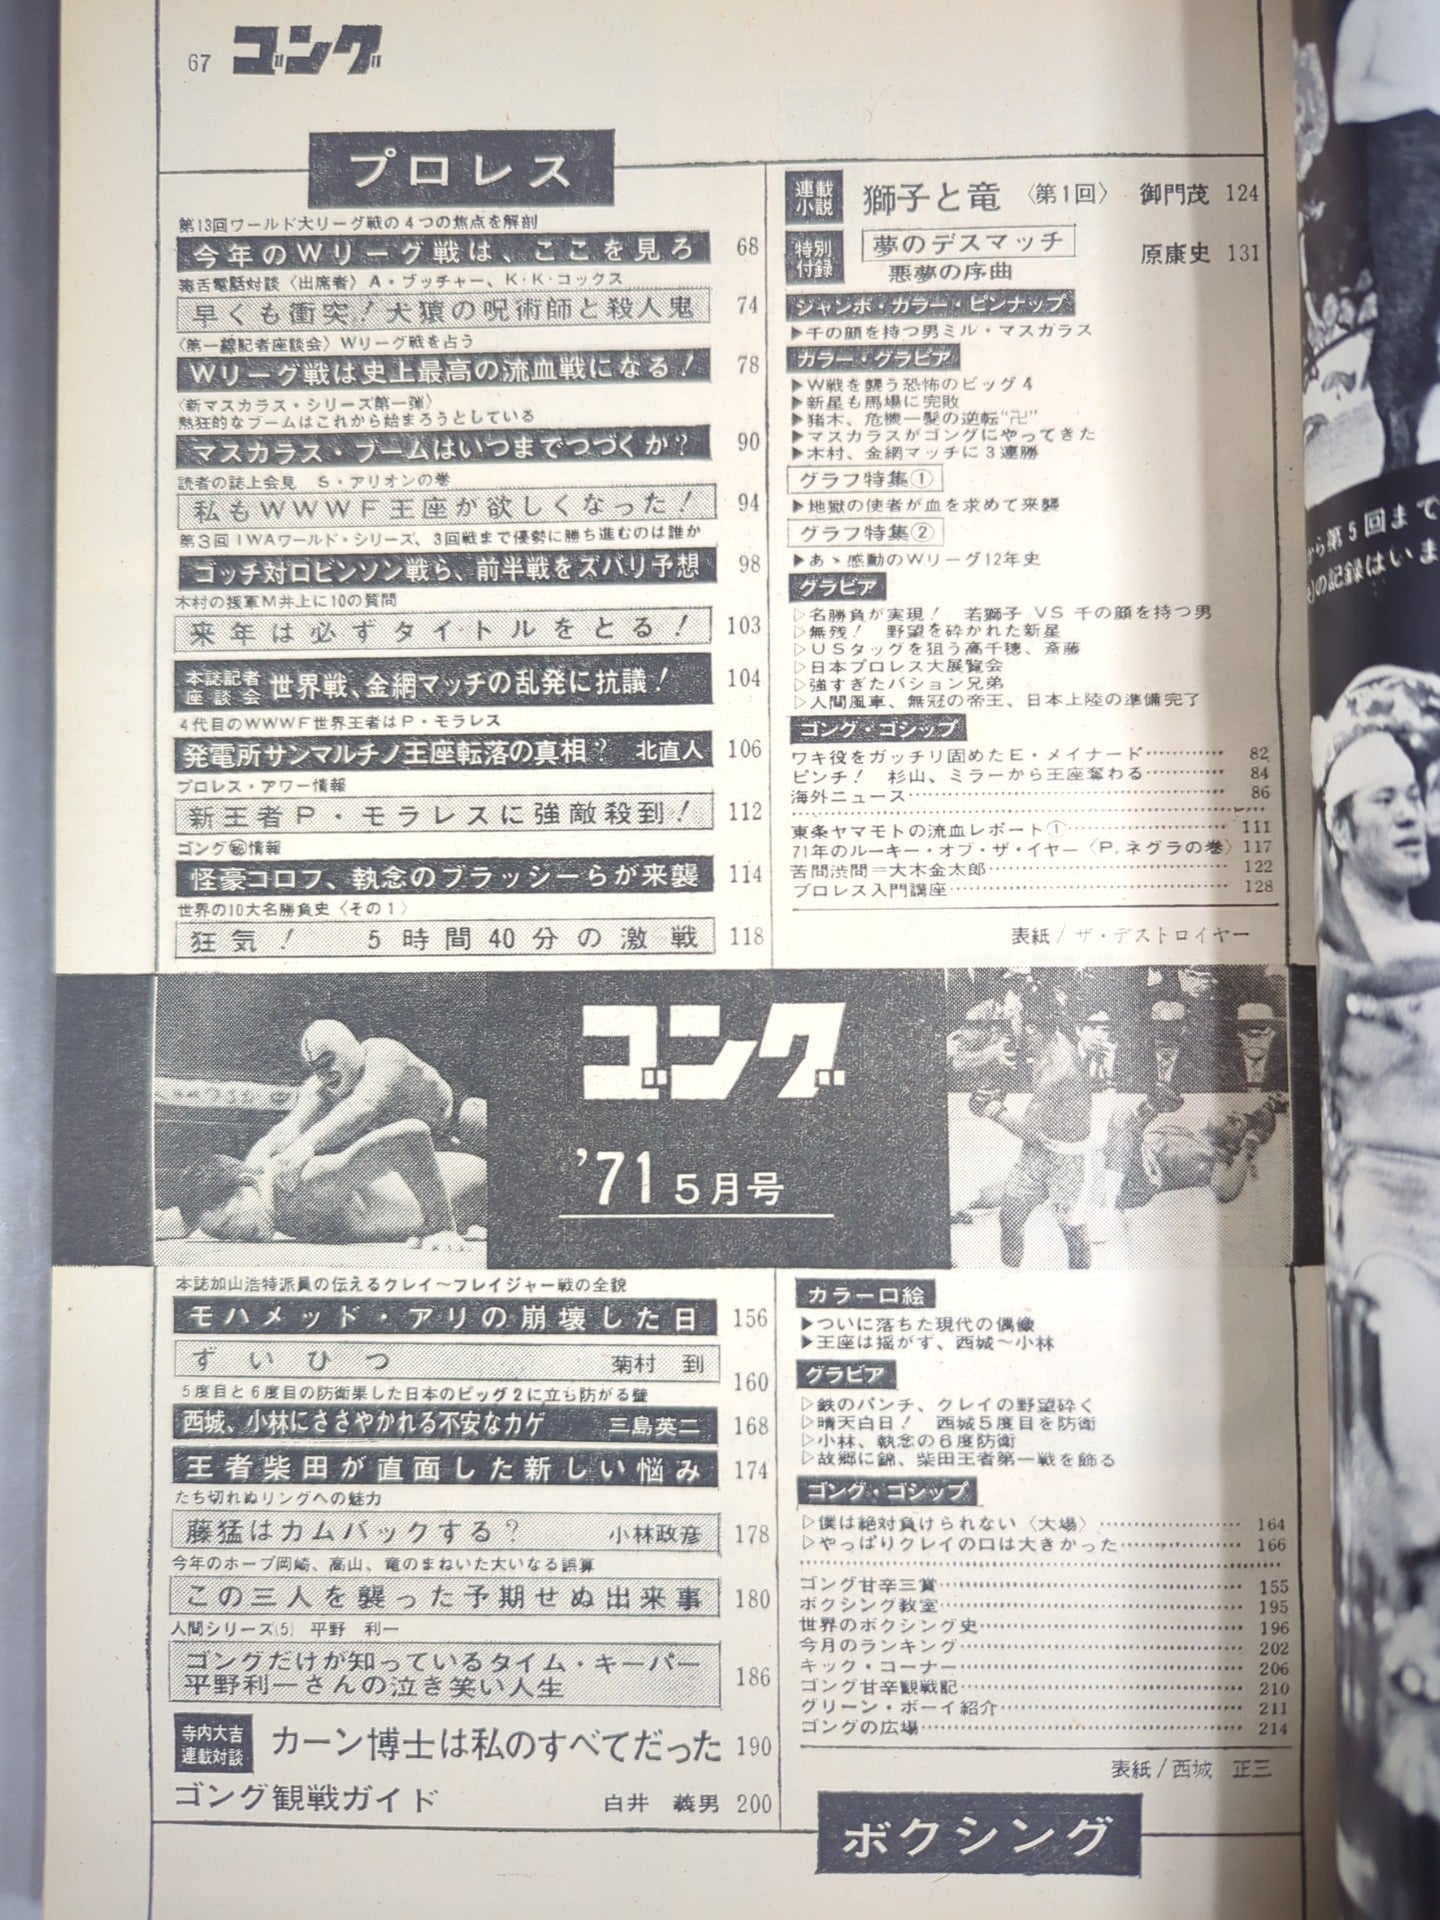 67 ゴング
プロレス
第13回ワールド大リーグ戦の4つの焦点を解剖
今年のWリーグ戦は、ここを見ろ 68
毒舌電話対談〈出席者〉A・ブッチャー、K・K・コックス
早くも衝突！犬猿の呪術師と殺人鬼 74
〈第一線記者座談会〉Wリーグ戦を占う
Wリーグ戦は史上最高の流血戦になる！ 78
〈新マスカラス・シリーズ第一弾〉
熱狂的なブームはこれから始まろうとしている
マスカラス・ブームはいつまでつづくか？ 90
読者の誌上会見 S・アリオンの巻
私もWWWF王座が欲しくなった！ 94
第3回IWAワールド・シリーズ、3回戦まで優勢に勝ち進むのは誰か
ゴッチ対ロビンソン戦ら、前半戦をズバリ予想 98
木村の援軍M井上に10の質問
来年は必ずタイトルをとる！ 103
本誌記者座談会 世界戦、金網マッチの乱発に抗議！ 104
4代目のWWWF世界王者はP・モラレス
発電所サンマルチノ王座転落の真相？ 北直人 106
プロレス・アワー情報
新王者P・モラレスに強敵殺到！ 112
ゴング㊙情報
怪豪コロフ、執念のブラッシーらが来襲 114
世界の10大名勝負史〈その1〉
狂気！ 5時間40分の激戦 118
連載小説 獅子と竜〈第1回〉 御門茂 124
特別付録 夢のデスマッチ
悪夢の序曲 原康史 131
ジャンボ・カラー・ピンナップ
▶千の顔を持つ男ミル・マスカラス
カラー・グラビア
▶W戦を襲う恐怖のビッグ4
▶新星も馬場に完敗
▶猪木、危機一髪の逆転“卍”
▶マスカラスがゴングにやってきた
▶木村、金網マッチに3連勝
グラフ特集①
▶地獄の使者が血を求めて来襲
グラフ特集②
▶あゝ感動のWリーグ12年史
グラビア
▷名勝負が実現！ 若獅子 VS 千の顔を持つ男
▷無残！ 野望を砕かれた新星
▷USタッグを狙う高千穂、斎藤
▷日本プロレス大展覧会
▷強すぎたバション兄弟
▷人間風車、無冠の帝王、日本上陸の準備完了
ゴング・ゴシップ
ワキ役をガッチリ固めたE・メイナード 82
ピンチ！ 杉山、ミラーから王座奪わる 84
海外ニュース 86
東条ヤマモトの流血レポート① 111
71年のルーキー・オブ・ザ・イヤー〈P.ネグラの巻〉 117
苦問渋問＝大木金太郎 122
プロレス入門講座 128
表紙/ザ・デストロイヤー
ゴング
'71 5月号
本誌加山浩特派員の伝えるクレイ〜フレイジャー戦の全貌
モハメッド・アリの崩壊した日 156
ずいひつ 菊村 到 160
5度目と6度目の防衛果した日本のビッグ2に立ち防がる壁
西城、小林にささやかれる不安なカゲ 三島英二 168
王者柴田が直面した新しい悩み 174
たち切れぬリングへの魅力
藤猛はカムバックする？ 小林政彦 178
今年のホープ岡崎、高山、竜のまねいた大いなる誤算
この三人を襲った予期せぬ出来事 180
人間シリーズ(5) 平野 利一
ゴングだけが知っているタイム・キーパー
平野利一さんの泣き笑い人生 186
寺内大吉連載対談 カーン博士は私のすべてだった 190
ゴング観戦ガイド 白井 義男 200
カラー口絵
▶ついに落ちた現代の偶像
▶王座は揺がず、西城〜小林
グラビア
▷鉄のパンチ、クレイの野望砕く
▷晴天白日！ 西城5度目を防衛
▷小林、執念の6度防衛
▷故郷に錦、柴田王者第一戦を飾る
ゴング・ゴシップ
▷僕は絶対負けられない〈大場〉 164
▷やっぱりクレイの口は大きかった 166
ゴング甘辛三賞 155
ボクシング教室 195
世界のボクシング史 196
今月のランキング 202
キック・コーナー 206
ゴング甘辛観戦記 210
グリーン・ボーイ紹介 211
ゴングの広場 214
表紙/西城 正三
ボクシング
から第5回まで
の記録はいま